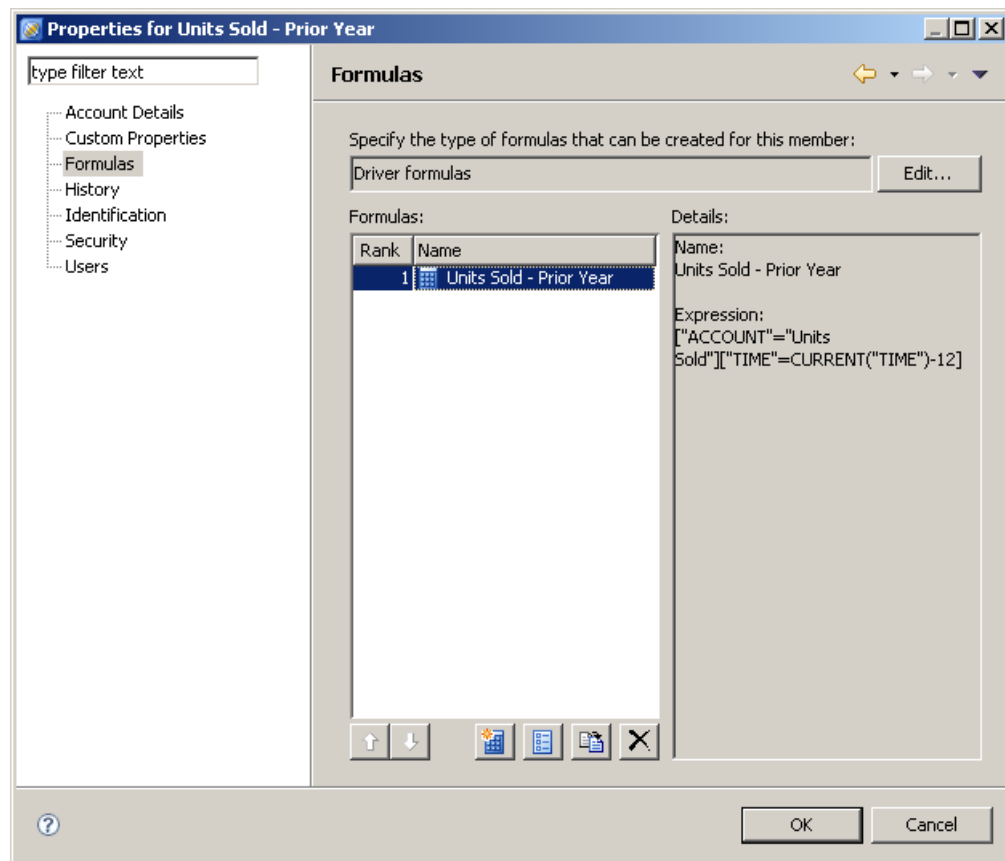 Properties for Units Sold - Prior Year
type filter text
Account Details
Custom Properties
Formulas
History
Identification
Security
Users
Formulas
Specify the type of formulas that can be created for this member:
Driver formulas
Edit...
Formulas:
Rank Name
1 Units Sold - Prior Year
Details:
Name:
Units Sold - Prior Year
Expression:
["ACCOUNT"="Units
Sold"]["TIME"=CURRENT("TIME")-12]
?
OK
Cancel